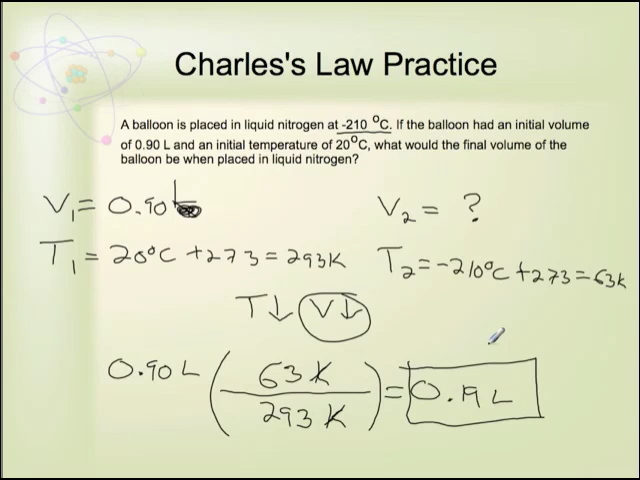 Charles's Law Practice
A balloon is placed in liquid nitrogen at -210 ⁰C. If the balloon had an initial volume
of 0.90 L and an initial temperature of 20⁰C, what would the final volume of the
balloon be when placed in liquid nitrogen?
V₁ = 0.90 L V₂ = ?
T₁ = 20°C + 273 = 293K T₂ = -210°C + 273 = 63K
T↓ V↓
0.90 L ( 63 K / 293 K ) = 0.19 L